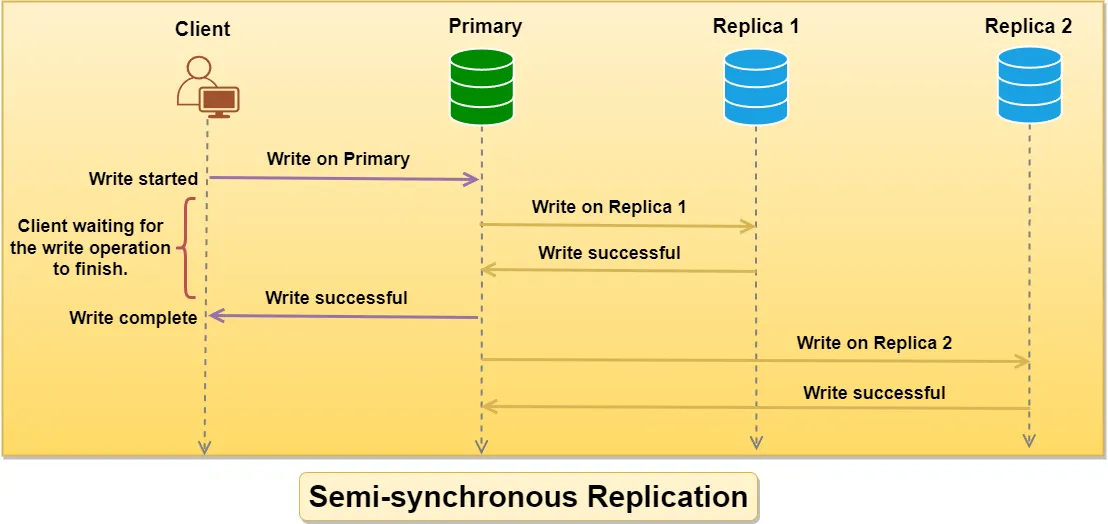 Client
Primary
Replica 1
Replica 2
Write on Primary
Write started
Write on Replica 1
Client waiting for
the write operation
to finish.
Write successful
Write successful
Write complete
Write on Replica 2
Write successful
Semi-synchronous Replication